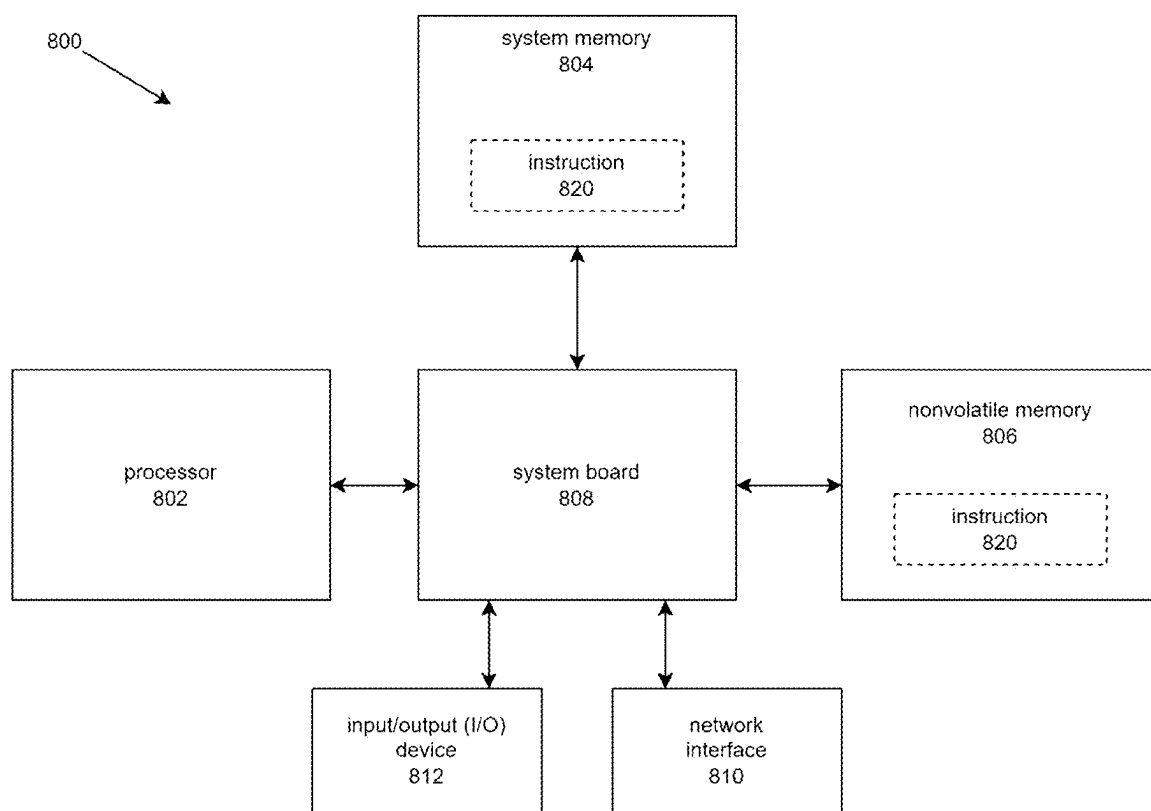 800
system memory
804
instruction
820
processor
802
system board
808
nonvolatile memory
806
instruction
820
input/output (I/O)
device
812
network
interface
810